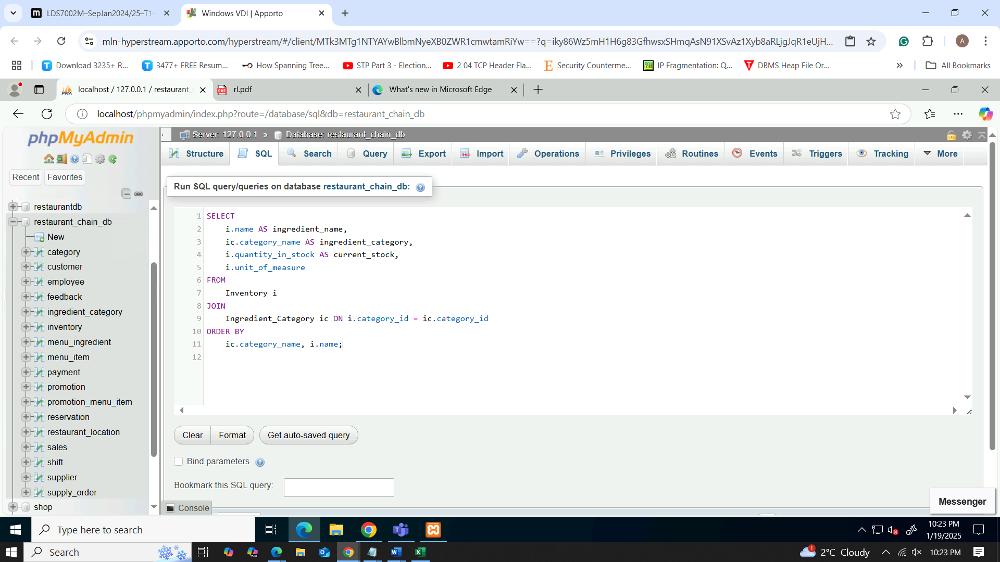 LDS7002M–SepJan2024/25–T1-
Windows VDI | Apporto
mln-hyperstream.apporto.com/hyperstream/#/client/MTk3MTg1NTYAYwBlbmNyeXB0ZWR1cmwtamRiYw==?q=iky86Wz5mH1H6g83GfhwsxSHmqAsN91XSvAz1Xyb8aRLjgJqR1eUjH...
A
Download 3235+ R...
3477+ FREE Resum...
How Spanning Tree...
STP Part 3 - Election...
2 04 TCP Header Fla...
Security Counterme...
IP Fragmentation: Q...
DBMS Heap File Or...
All Bookmarks
localhost / 127.0.0.1 / restaurant_
rl.pdf
What's new in Microsoft Edge
localhost/phpmyadmin/index.php?route=/database/sql&db=restaurant_chain_db
phpMyAdmin
Recent
Favorites
restaurantdb
restaurant_chain_db
New
category
customer
employee
feedback
ingredient_category
inventory
menu_ingredient
menu_item
payment
promotion
promotion_menu_item
reservation
restaurant_location
sales
shift
supplier
supply_order
shop
Server: 127.0.0.1 » Database: restaurant_chain_db
Structure
SQL
Search
Query
Export
Import
Operations
Privileges
Routines
Events
Triggers
Tracking
More
Run SQL query/queries on database restaurant_chain_db:
1 SELECT
2 i.name AS ingredient_name,
3 ic.category_name AS ingredient_category,
4 i.quantity_in_stock AS current_stock,
5 i.unit_of_measure
6 FROM
7 Inventory i
8 JOIN
9 Ingredient_Category ic ON i.category_id = ic.category_id
10 ORDER BY
11 ic.category_name, i.name;
12
Clear
Format
Get auto-saved query
Bind parameters
Bookmark this SQL query:
Console
Messenger
Type here to search
10:23 PM
1/19/2025
Search
1
2°C Cloudy
10:23 PM